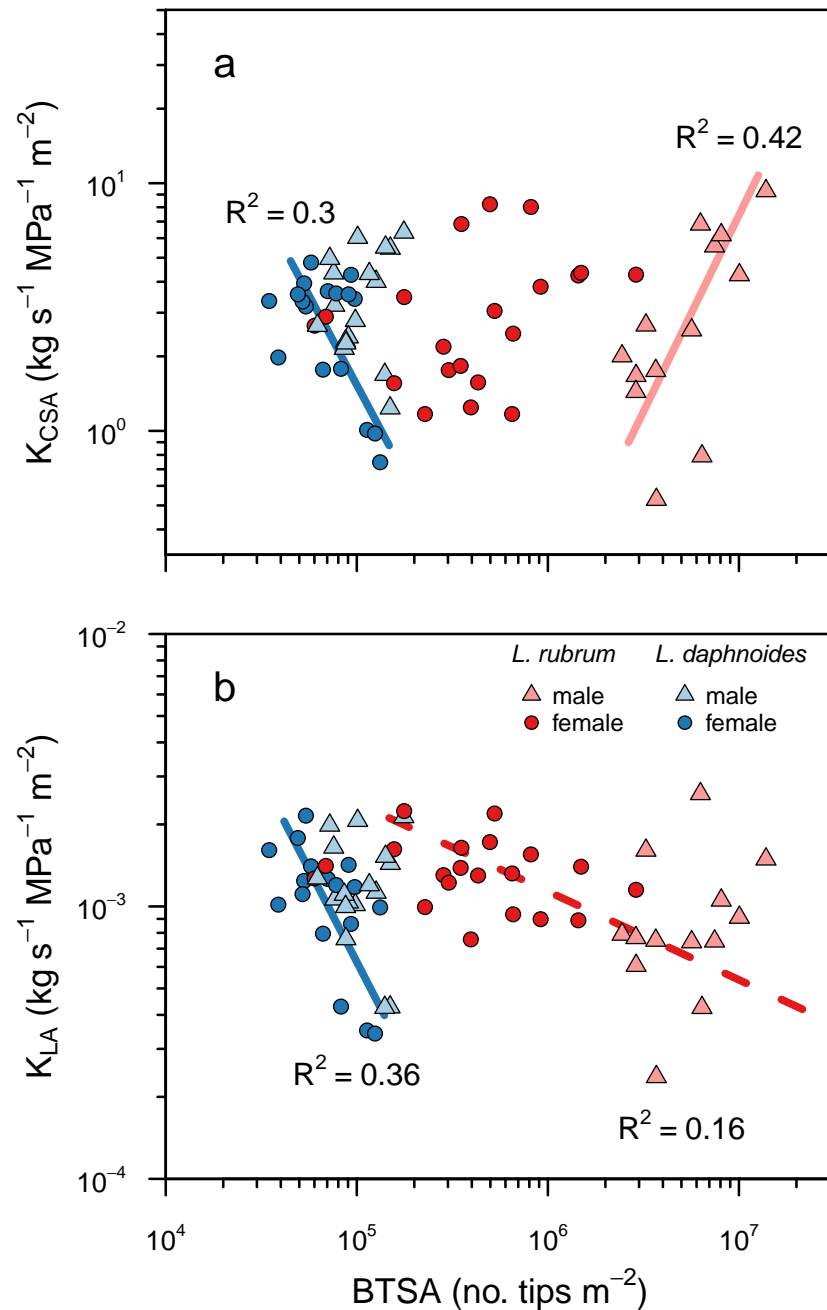 a
R² = 0.42
R² = 0.3
10¹
10⁰
K_CSA (kg s⁻¹ MPa⁻¹ m⁻²)
10⁻²
b
L. rubrum L. daphnoides
male male
female female
10⁻³
K_LA (kg s⁻¹ MPa⁻¹ m⁻²)
R² = 0.36
R² = 0.16
10⁻⁴
10⁴ 10⁵ 10⁶ 10⁷
BTSA (no. tips m⁻²)